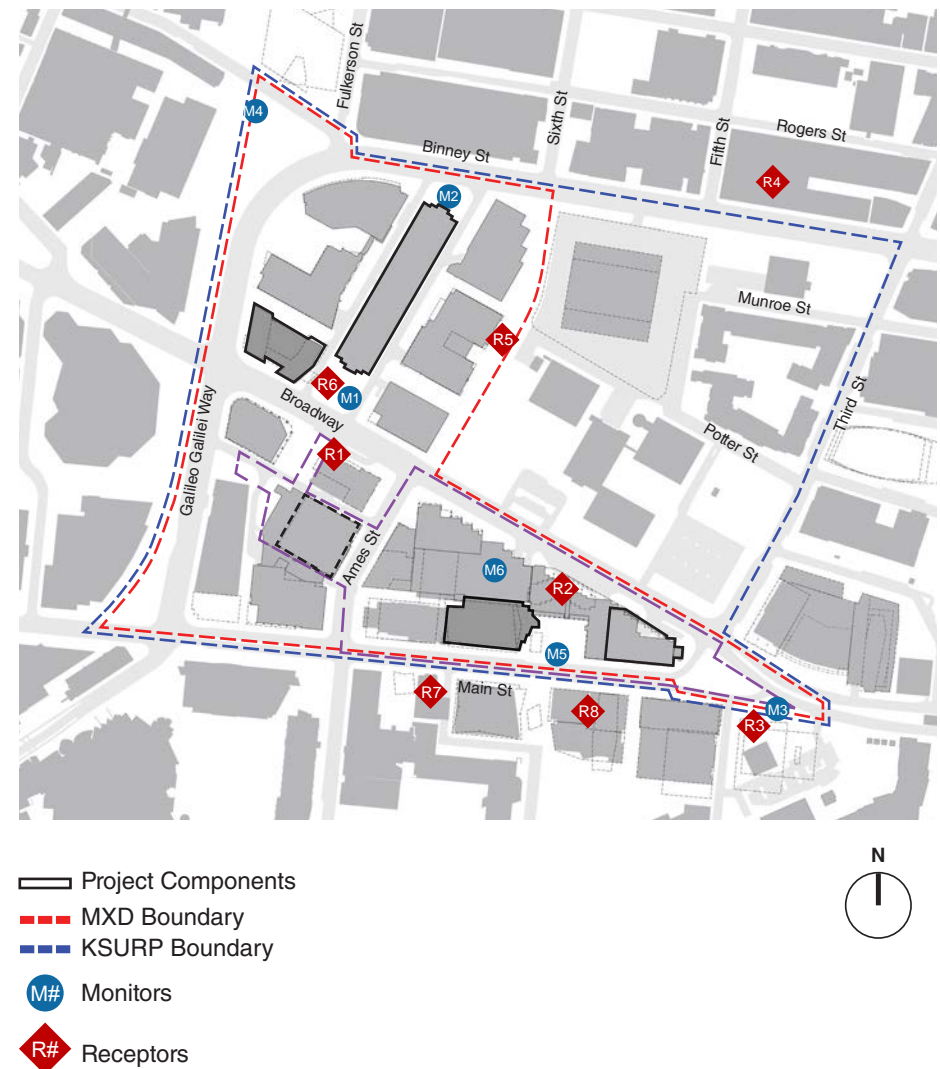 Fulkerson St
M4
Sixth St
Fifth St
Rogers St
Binney St
R4
M2
Munroe St
R5
Third St
R6
M1
Broadway
Galileo Galilei Way
R1
Potter St
Ames St
M6
R2
M5
R7
Main St
R8
M3
R3
N
Project Components
MXD Boundary
KSURP Boundary
M# Monitors
R# Receptors